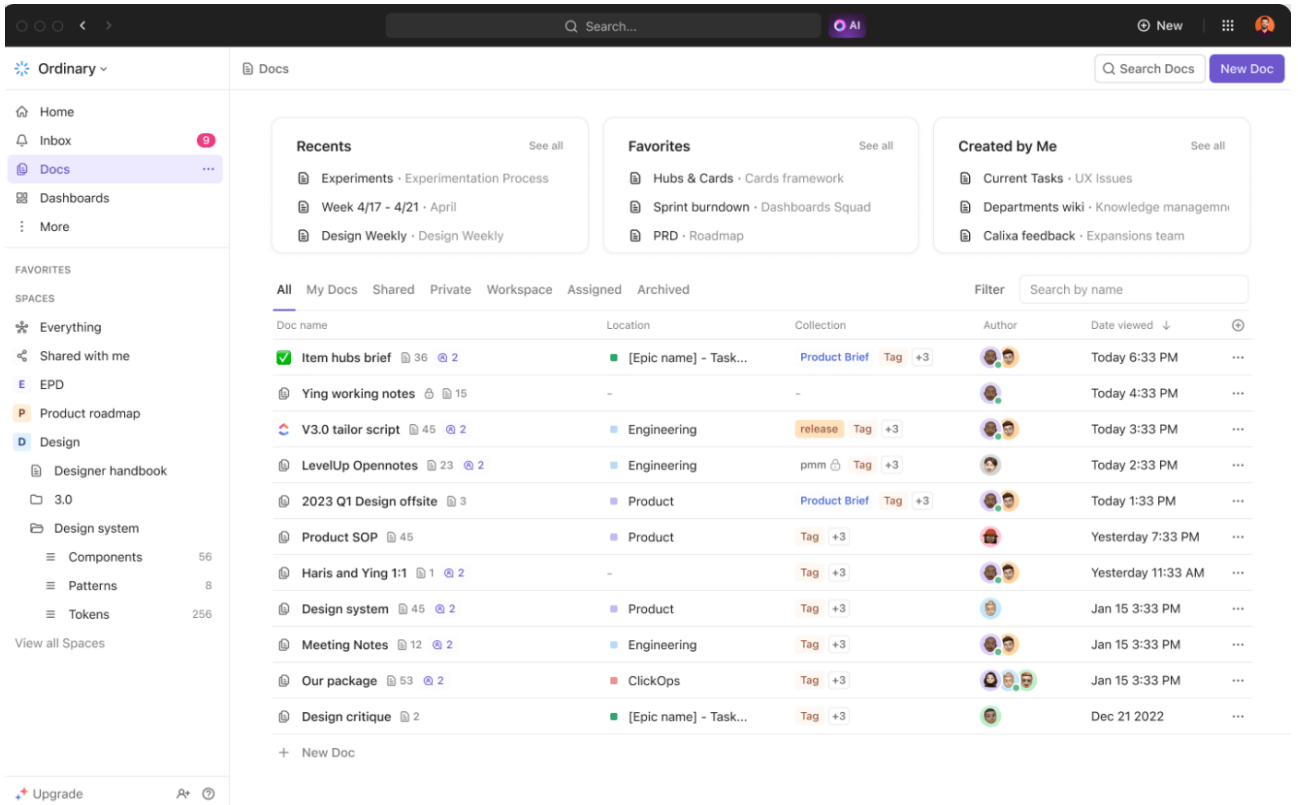 Search...
AI
New
Ordinary
Docs
Search Docs
New Doc
Home
Inbox 9
Docs
Dashboards
More
FAVORITES
SPACES
Everything
Shared with me
E EPD
P Product roadmap
D Design
Designer handbook
3.0
Design system
Components 56
Patterns 8
Tokens 256
View all Spaces
Upgrade
Recents See all
Experiments · Experimentation Process
Week 4/17 - 4/21 · April
Design Weekly · Design Weekly
Favorites See all
Hubs & Cards · Cards framework
Sprint burndown · Dashboards Squad
PRD · Roadmap
Created by Me See all
Current Tasks · UX Issues
Departments wiki · Knowledge managemn
Calixa feedback · Expansions team
All My Docs Shared Private Workspace Assigned Archived Filter Search by name
Doc name Location Collection Author Date viewed
Item hubs brief 36 2 [Epic name] - Task... Product Brief Tag +3 Today 6:33 PM
Ying working notes 15 - - Today 4:33 PM
V3.0 tailor script 45 2 Engineering release Tag +3 Today 3:33 PM
LevelUp Opennotes 23 2 Engineering pmm Tag +3 Today 2:33 PM
2023 Q1 Design offsite 3 Product Product Brief Tag +3 Today 1:33 PM
Product SOP 45 Product Tag +3 Yesterday 7:33 PM
Haris and Ying 1:1 1 2 - Tag +3 Yesterday 11:33 AM
Design system 45 2 Product Tag +3 Jan 15 3:33 PM
Meeting Notes 12 2 Engineering Tag +3 Jan 15 3:33 PM
Our package 53 2 ClickOps Tag +3 Jan 15 3:33 PM
Design critique 2 [Epic name] - Task... Tag +3 Dec 21 2022
+ New Doc